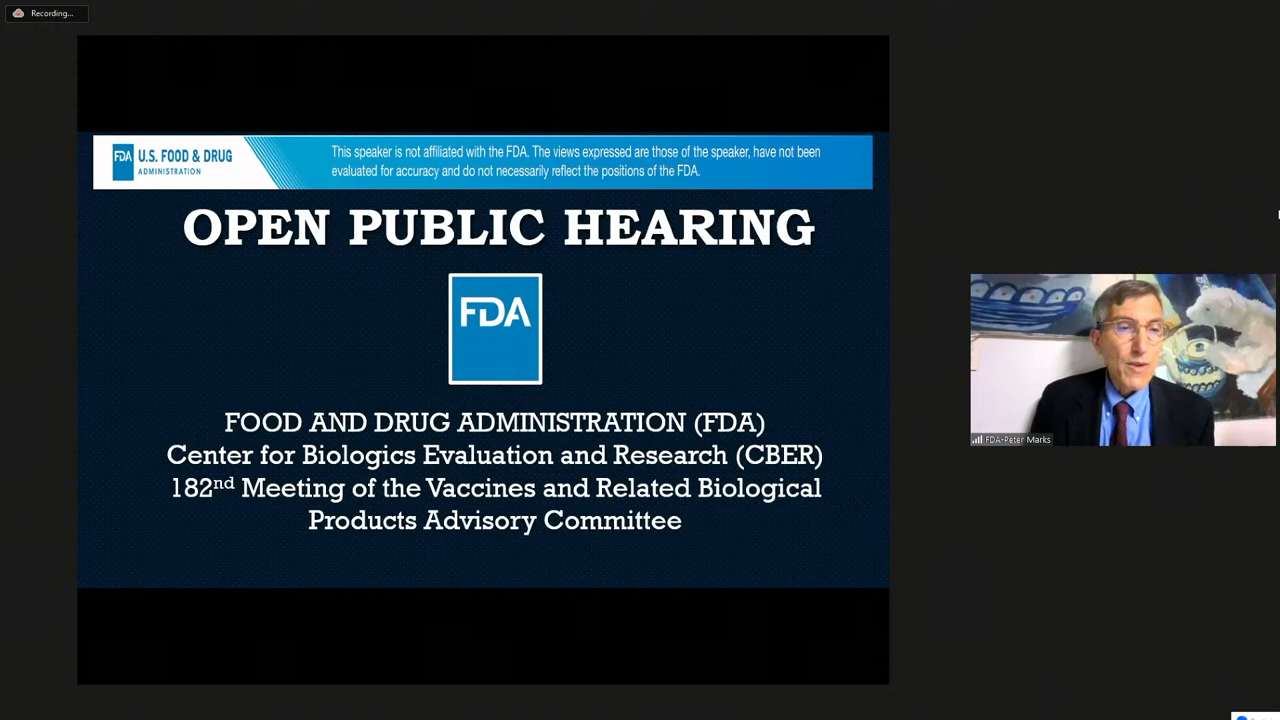 Recording...
FDA
U.S. FOOD & DRUG
ADMINISTRATION
This speaker is not affiliated with the FDA. The views expressed are those of the speaker, have not been
evaluated for accuracy and do not necessarily reflect the positions of the FDA.
OPEN PUBLIC HEARING
FDA
FOOD AND DRUG ADMINISTRATION (FDA)
Center for Biologics Evaluation and Research (CBER)
182nd Meeting of the Vaccines and Related Biological
Products Advisory Committee
FDA-Peter Marks